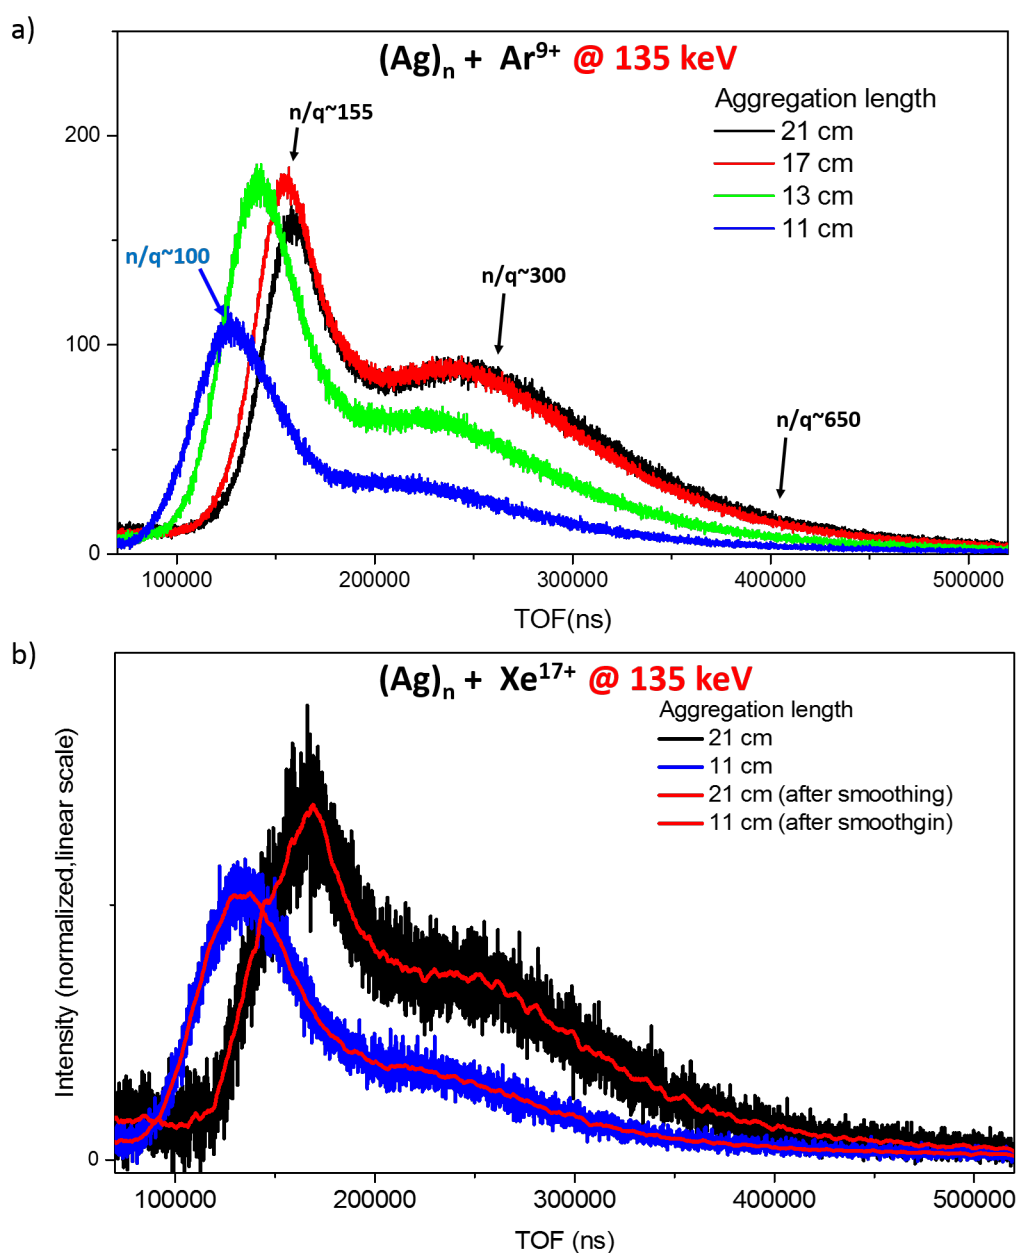 a)
(Ag)n + Ar9+ @ 135 keV
n/q~155
Aggregation length
21 cm
17 cm
13 cm
11 cm
200
n/q~100
n/q~300
100
n/q~650
0
100000 200000 300000 400000 500000
TOF(ns)
b)
(Ag)n + Xe17+ @ 135 keV
Aggregation length
21 cm
11 cm
21 cm (after smoothing)
11 cm (after smoothgin)
Intensity (normalized,linear scale)
0
100000 200000 300000 400000 500000
TOF (ns)